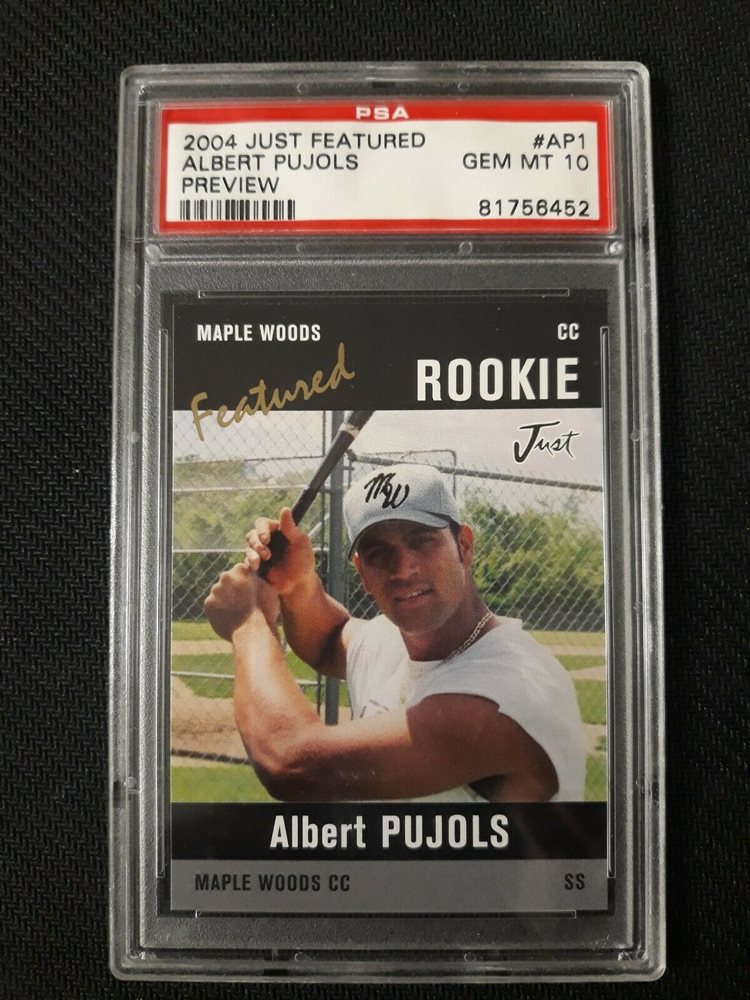 PSA
2004 JUST FEATURED #AP1
ALBERT PUJOLS GEM MT 10
PREVIEW
81756452
MAPLE WOODS CC
Featured ROOKIE
Just
MW
Albert PUJOLS
MAPLE WOODS CC SS